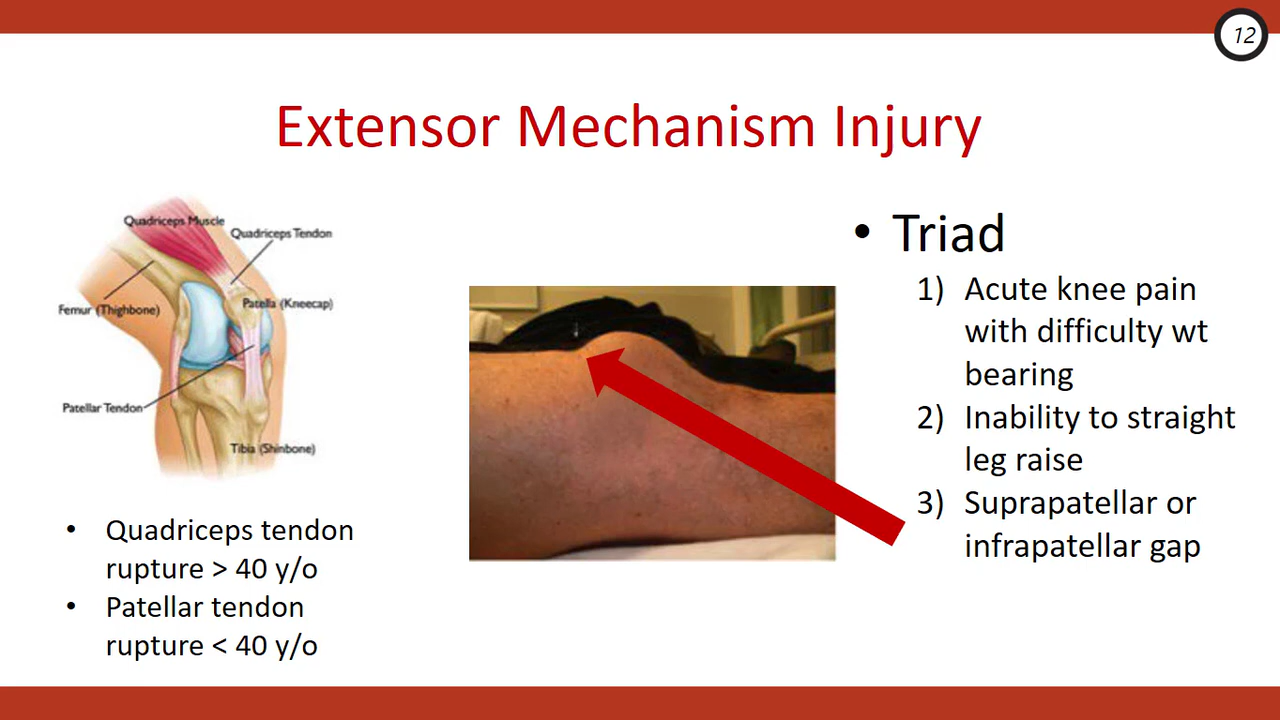 12
Extensor Mechanism Injury
Quadriceps Muscle
Quadriceps Tendon
Patella (Kneecap)
Femur (Thighbone)
Patellar Tendon
Tibia (Shinbone)
• Quadriceps tendon
rupture > 40 y/o
• Patellar tendon
rupture < 40 y/o
• Triad
1) Acute knee pain
with difficulty wt
bearing
2) Inability to straight
leg raise
3) Suprapatellar or
infrapatellar gap